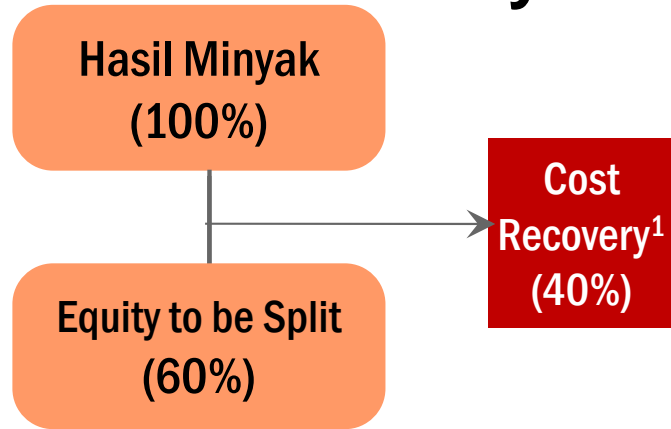 Hasil Minyak
(100%)
Cost
Recovery¹
(40%)
Equity to be Split
(60%)